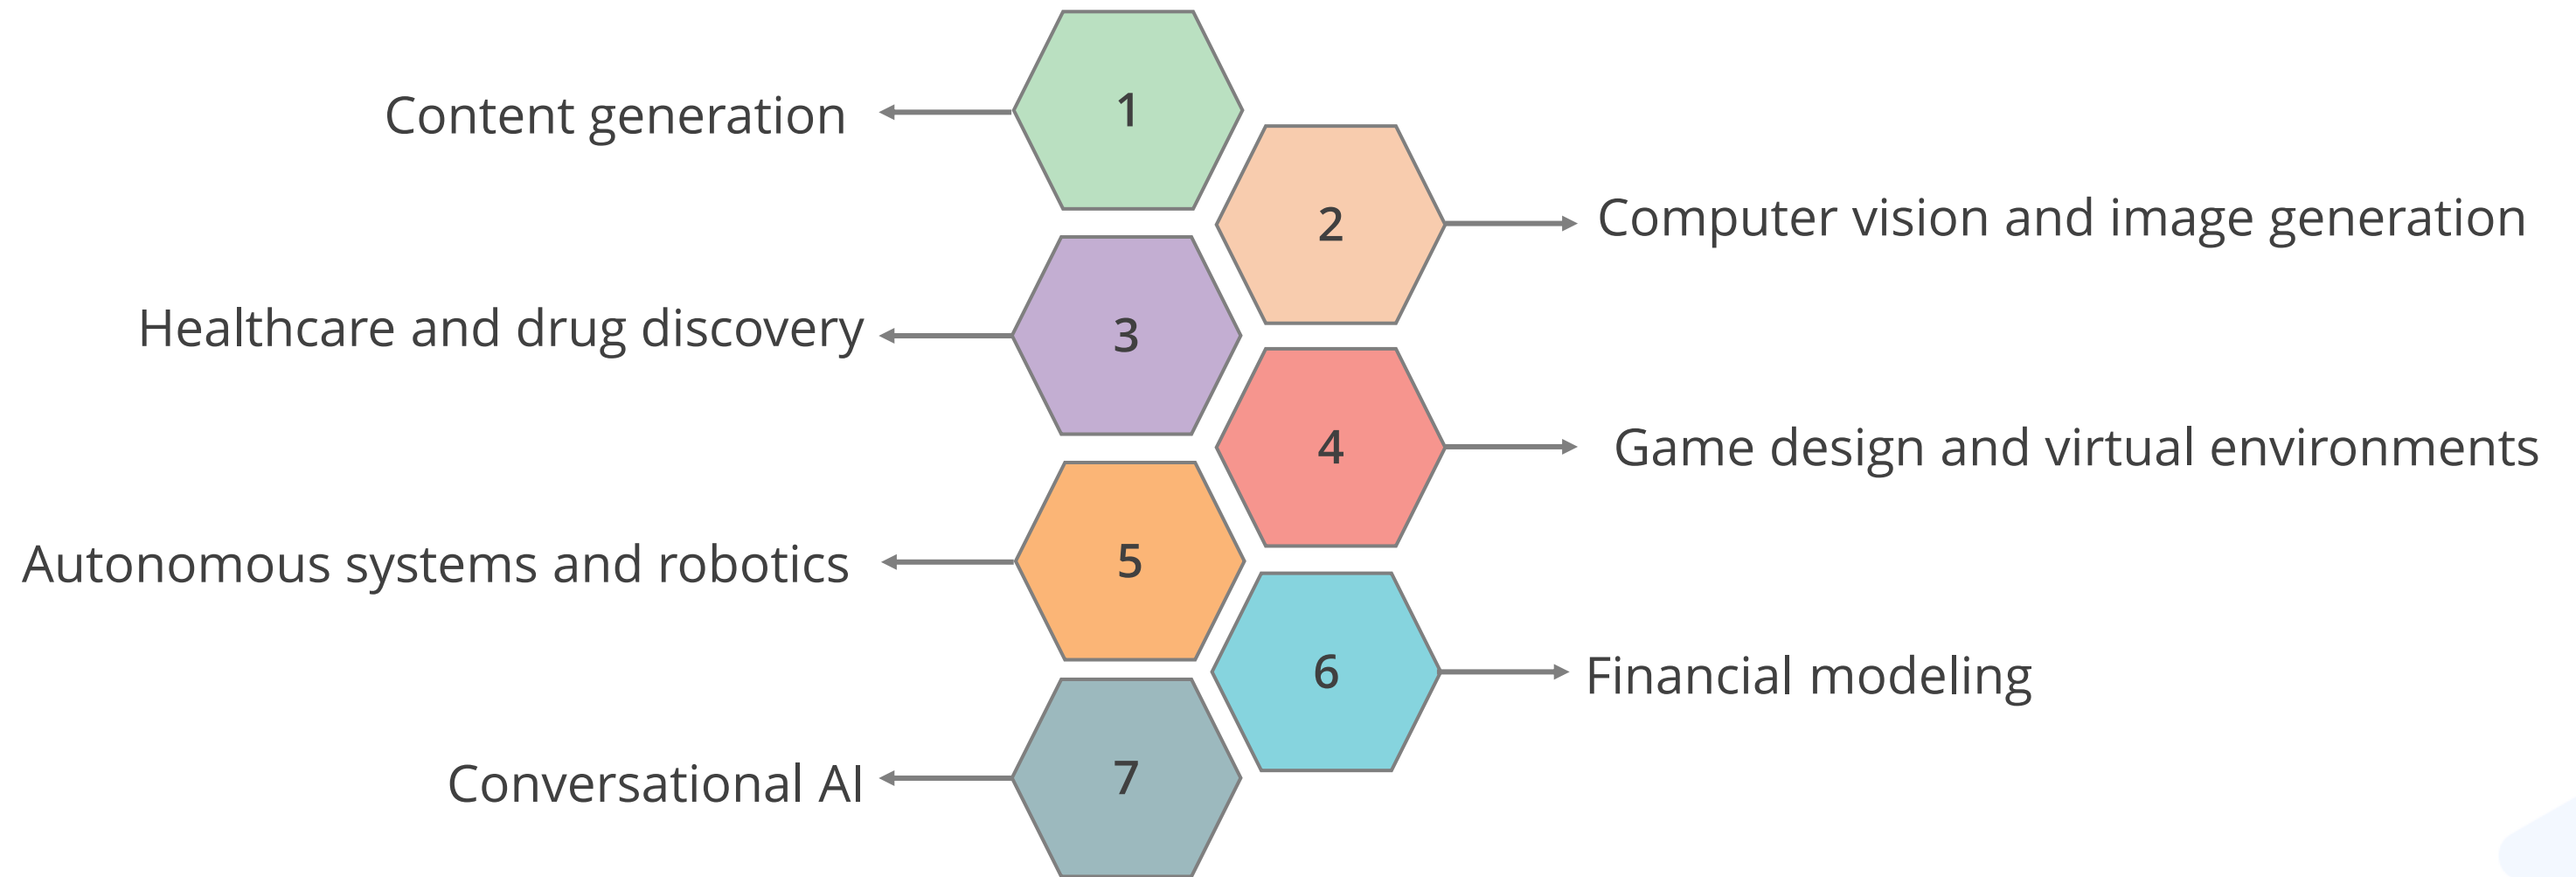 1
Content generation
2
Computer vision and image generation
3
Healthcare and drug discovery
4
Game design and virtual environments
5
Autonomous systems and robotics
6
Financial modeling
7
Conversational AI